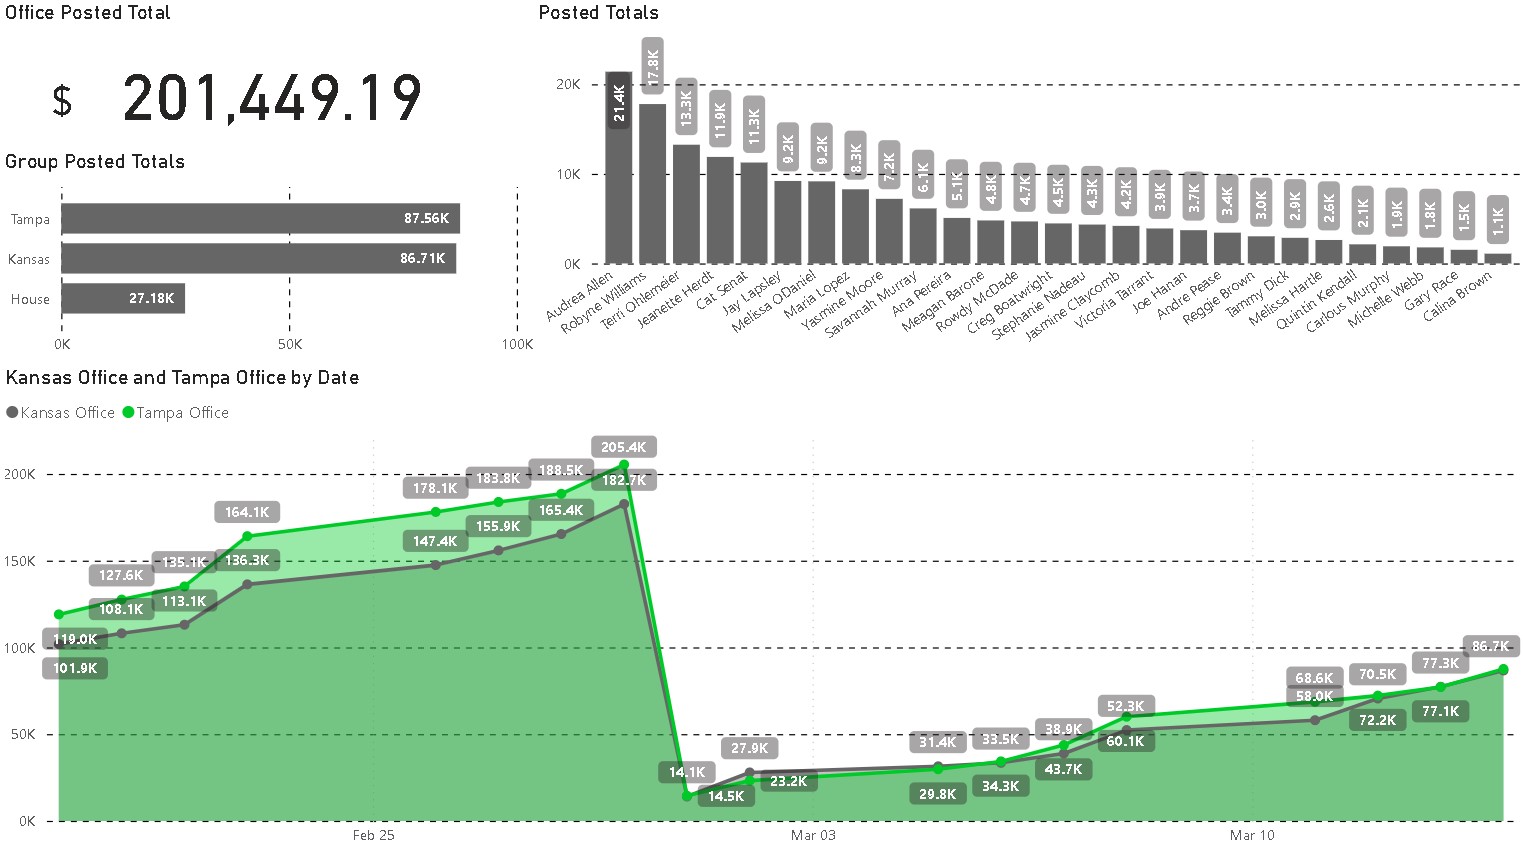 Office Posted Total
$ 201,449.19
Group Posted Totals
Tampa 87.56K
Kansas 86.71K
House 27.18K
0K 50K 100K
Posted Totals
20K
10K
0K
21.4K 17.8K 13.3K 11.9K 11.3K 9.2K 9.2K 8.3K 7.2K 6.1K 5.1K 4.8K 4.7K 4.5K 4.3K 4.2K 3.9K 3.7K 3.4K 3.0K 2.9K 2.6K 2.1K 1.9K 1.8K 1.5K 1.1K
Audrea Allen
Robyne Williams
Terri Ohlemeier
Jeanette Herdt
Cat Senat
Jay Lapsley
Melissa ODaniel
Maria Lopez
Yasmine Moore
Savannah Murray
Ana Pereira
Meagan Barone
Rowdy McDade
Creg Boatwright
Stephanie Nadeau
Jasmine Claycomb
Victoria Tarrant
Joe Hanan
Andre Pease
Reggie Brown
Tammy Dick
Melissa Hartle
Quintin Kendall
Carlous Murphy
Michelle Webb
Gary Race
Calina Brown
Kansas Office and Tampa Office by Date
Kansas Office Tampa Office
200K
150K
100K
50K
0K
119.0K 127.6K 135.1K 164.1K 178.1K 183.8K 188.5K 205.4K
101.9K 108.1K 113.1K 136.3K 147.4K 155.9K 165.4K 182.7K
14.1K 27.9K 31.4K 33.5K 38.9K 52.3K 68.6K 70.5K 77.3K 86.7K
14.5K 23.2K 29.8K 34.3K 43.7K 60.1K 58.0K 72.2K 77.1K
Feb 25 Mar 03 Mar 10